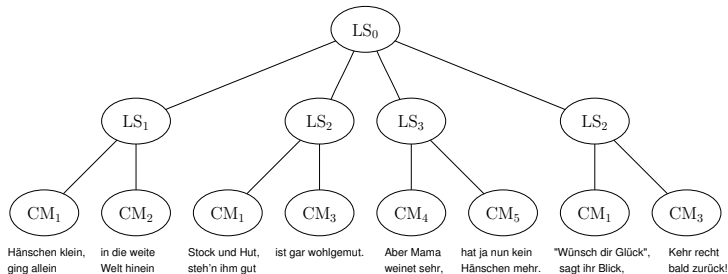 LS₀
LS₁ LS₂ LS₃ LS₂
CM₁ CM₂ CM₁ CM₃ CM₄ CM₅ CM₁ CM₃
Hänschen klein, in die weite Stock und Hut, ist gar wohlgemut. Aber Mama hat ja nun kein "Wünsch dir Glück", Kehr recht
ging allein Welt hinein steh'n ihm gut weinet sehr, Hänschen mehr. sagt ihr Blick, bald zurück!